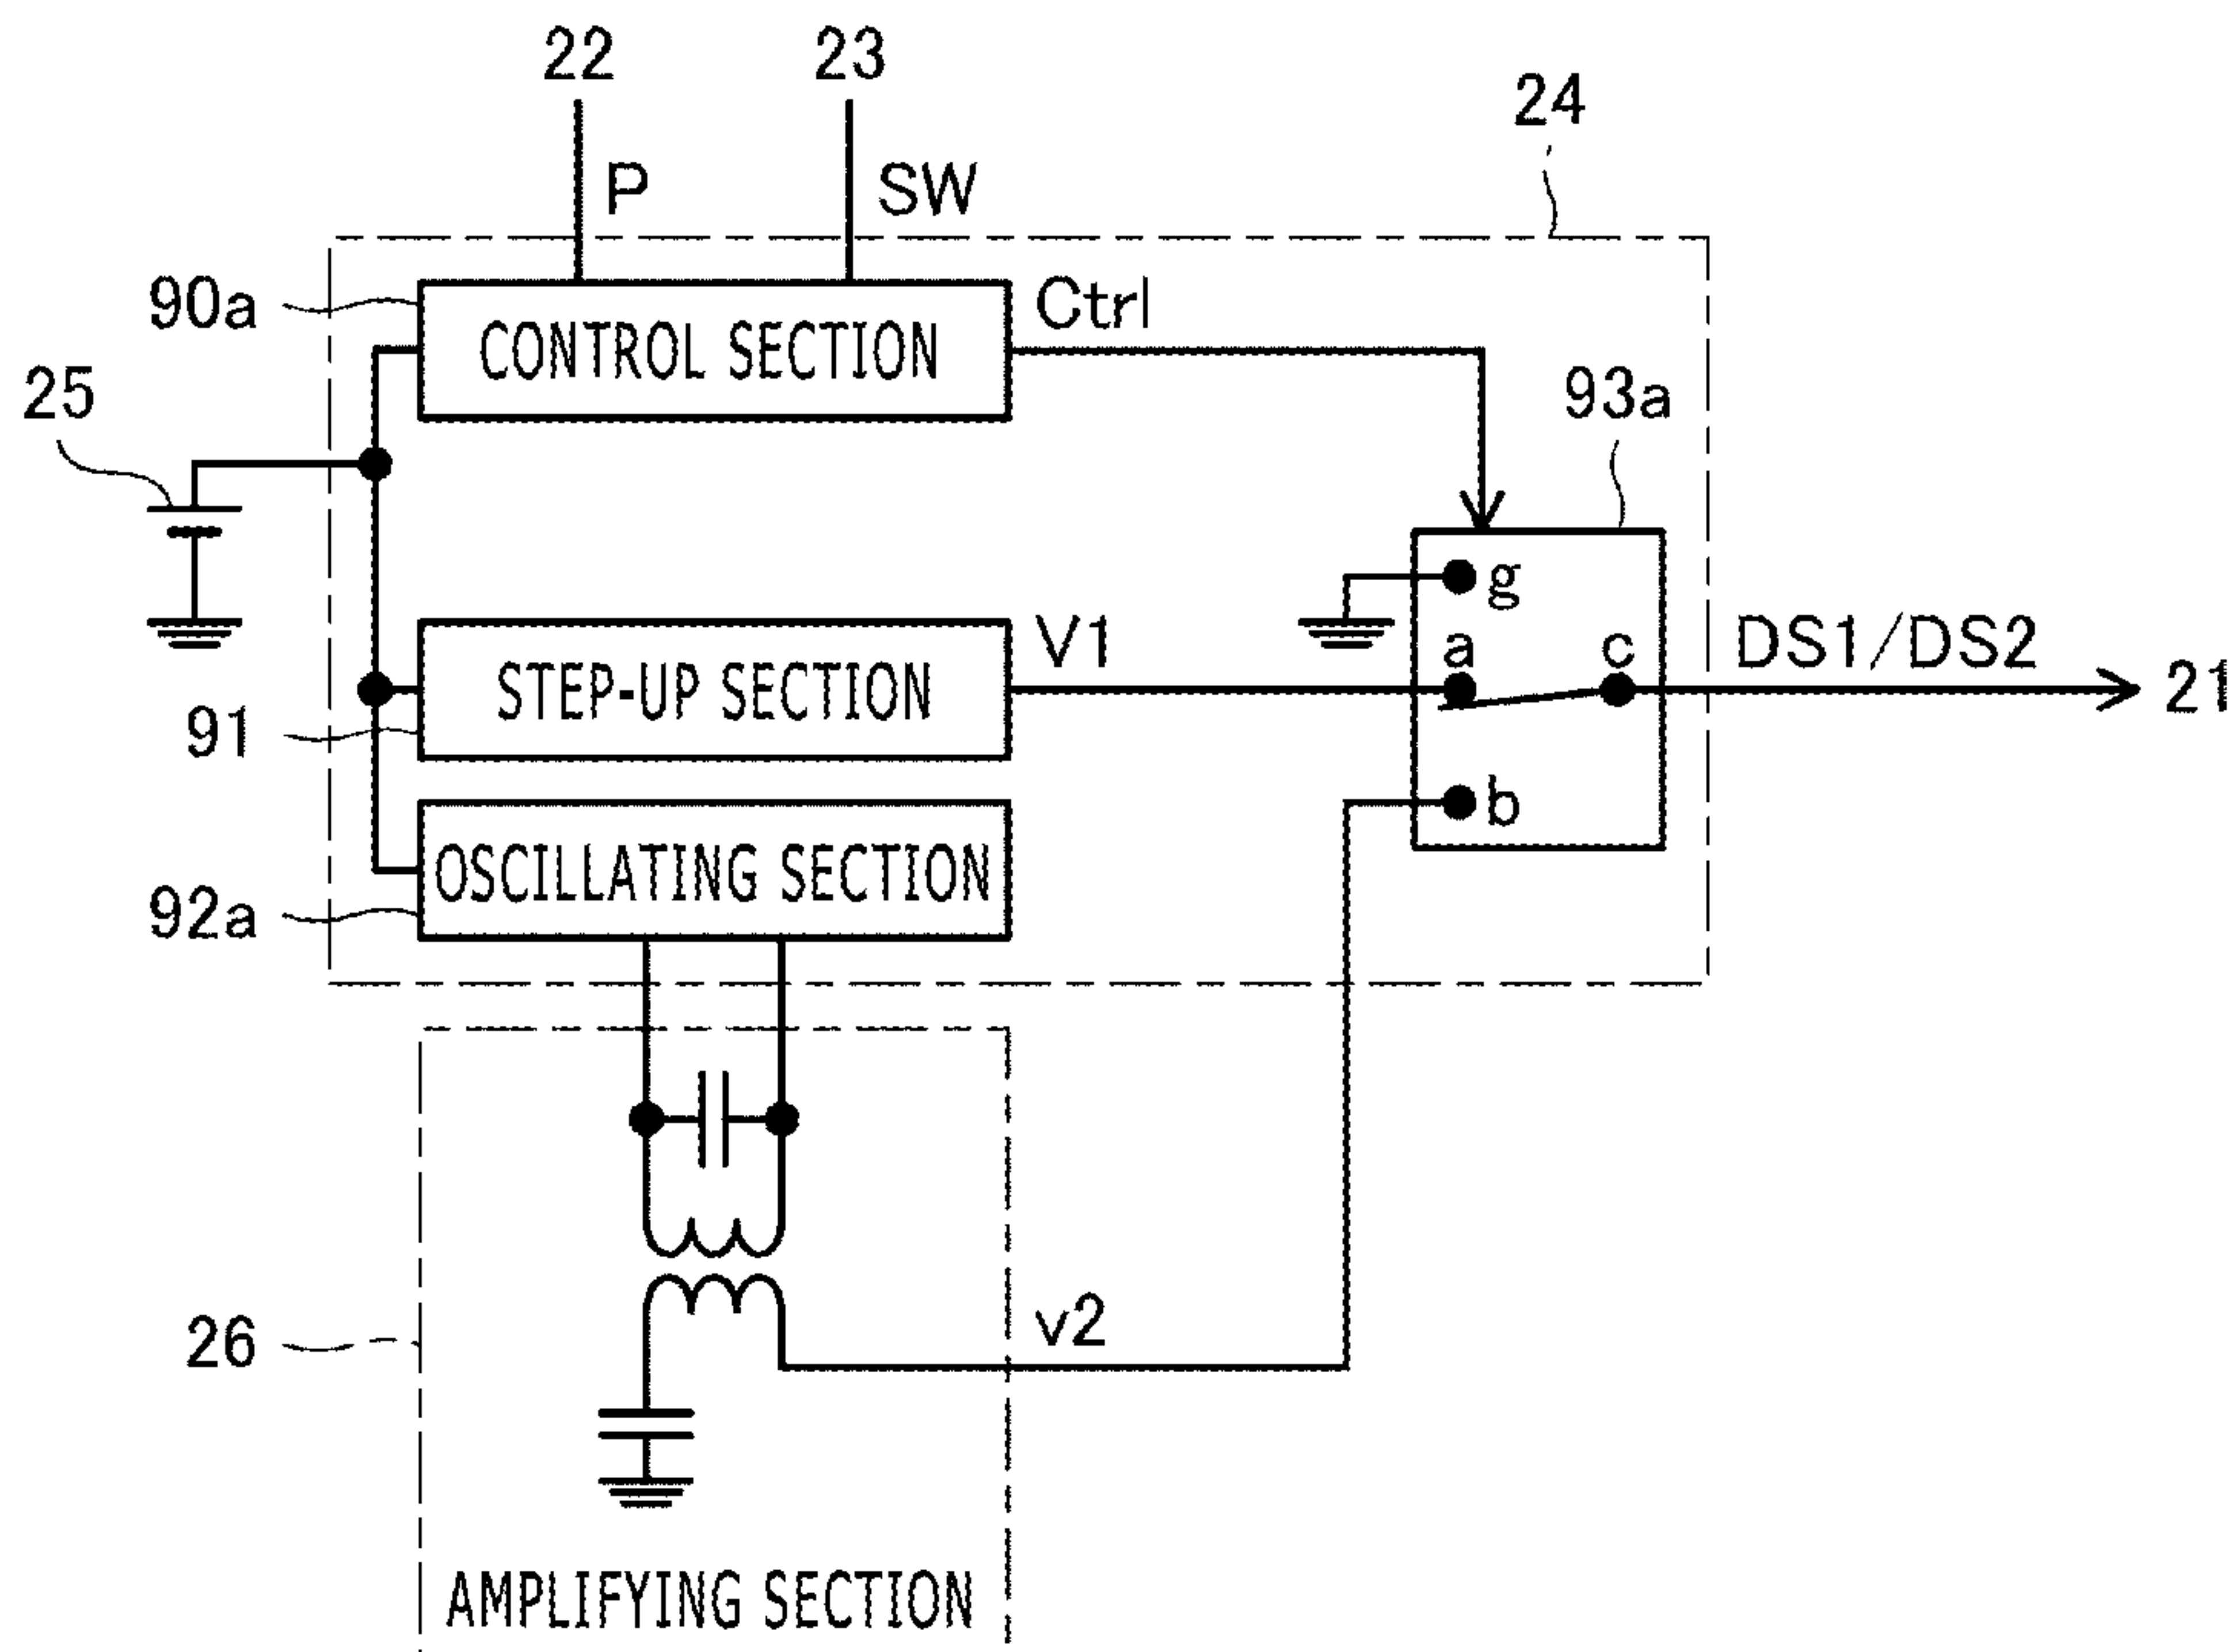 22
23
24
P
SW
90a
CONTROL SECTION
Ctrl
25
93a
g
91
STEP-UP SECTION
V1
a
c
DS1/DS2
21
b
92a
OSCILLATING SECTION
26
v2
AMPLIFYING SECTION